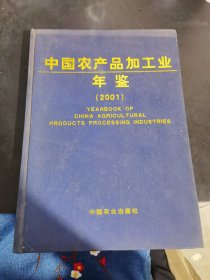 中国农产品加工业
年鉴
(2001)
YEARBOOK OF
CHINA AGRICULTURAL
PRODUCTS PROCESSING INDUSTRIES
中国农业出版社